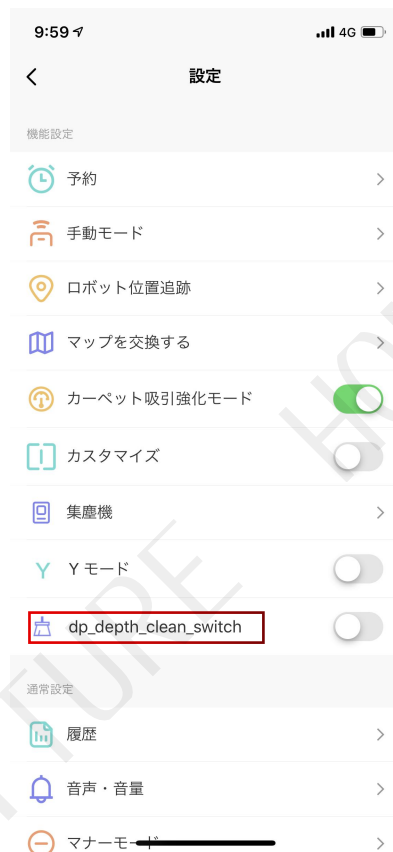 9:59
4G
設定
機能設定
予約
手動モード
ロボット位置追跡
マップを交換する
カーペット吸引強化モード
カスタマイズ
集塵機
Y Y モード
dp_depth_clean_switch
通常設定
履歴
音声・音量
マナーモード